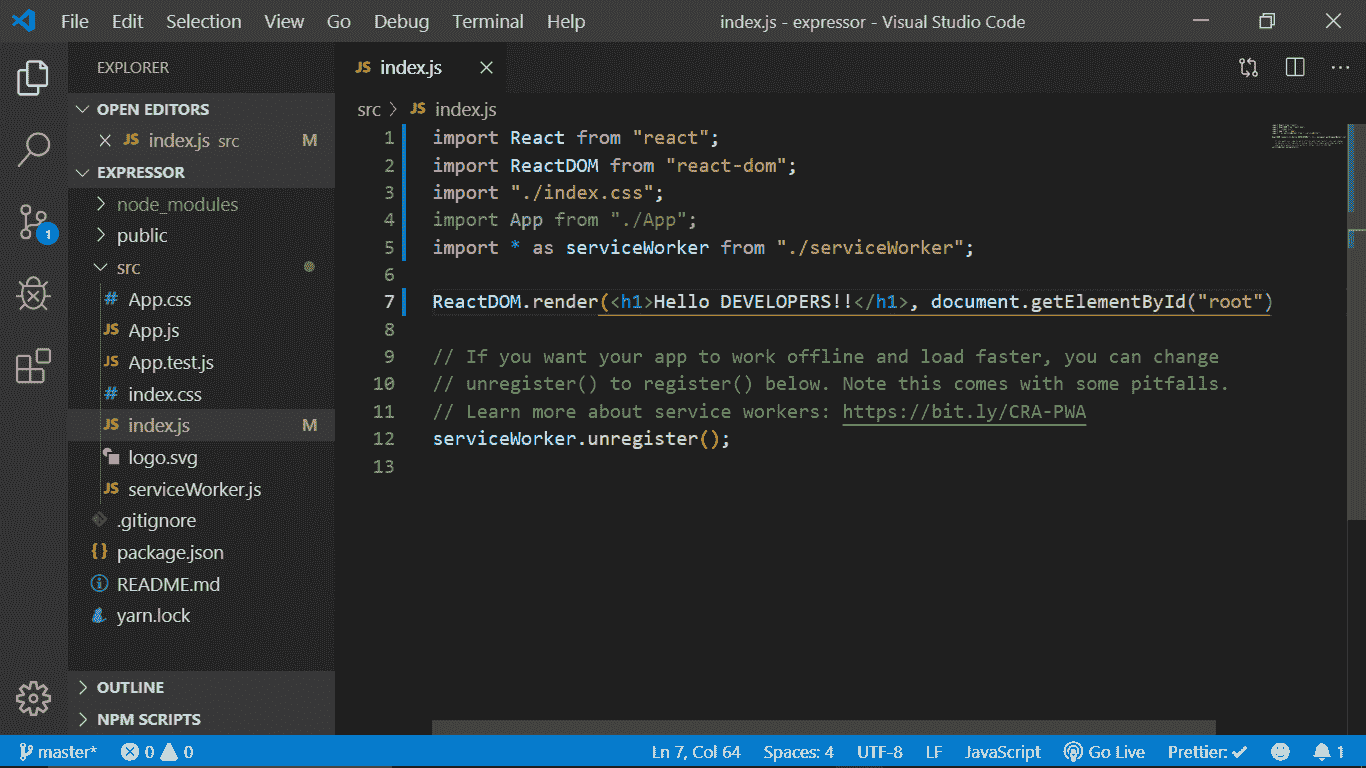 File Edit Selection View Go Debug Terminal Help index.js - expressor - Visual Studio Code
EXPLORER
OPEN EDITORS
JS index.js src M
EXPRESSOR
node_modules
public
src
# App.css
JS App.js
JS App.test.js
# index.css
JS index.js M
logo.svg
JS serviceWorker.js
.gitignore
{} package.json
README.md
yarn.lock
OUTLINE
NPM SCRIPTS
1
JS index.js
src > JS index.js
1 import React from "react";
2 import ReactDOM from "react-dom";
3 import "./index.css";
4 import App from "./App";
5 import * as serviceWorker from "./serviceWorker";
6
7 ReactDOM.render(<h1>Hello DEVELOPERS!!</h1>, document.getElementById("root")
8
9 // If you want your app to work offline and load faster, you can change
10 // unregister() to register() below. Note this comes with some pitfalls.
11 // Learn more about service workers: https://bit.ly/CRA-PWA
12 serviceWorker.unregister();
13
master* 0 0 Ln 7, Col 64 Spaces: 4 UTF-8 LF JavaScript Go Live Prettier: ✓ 1